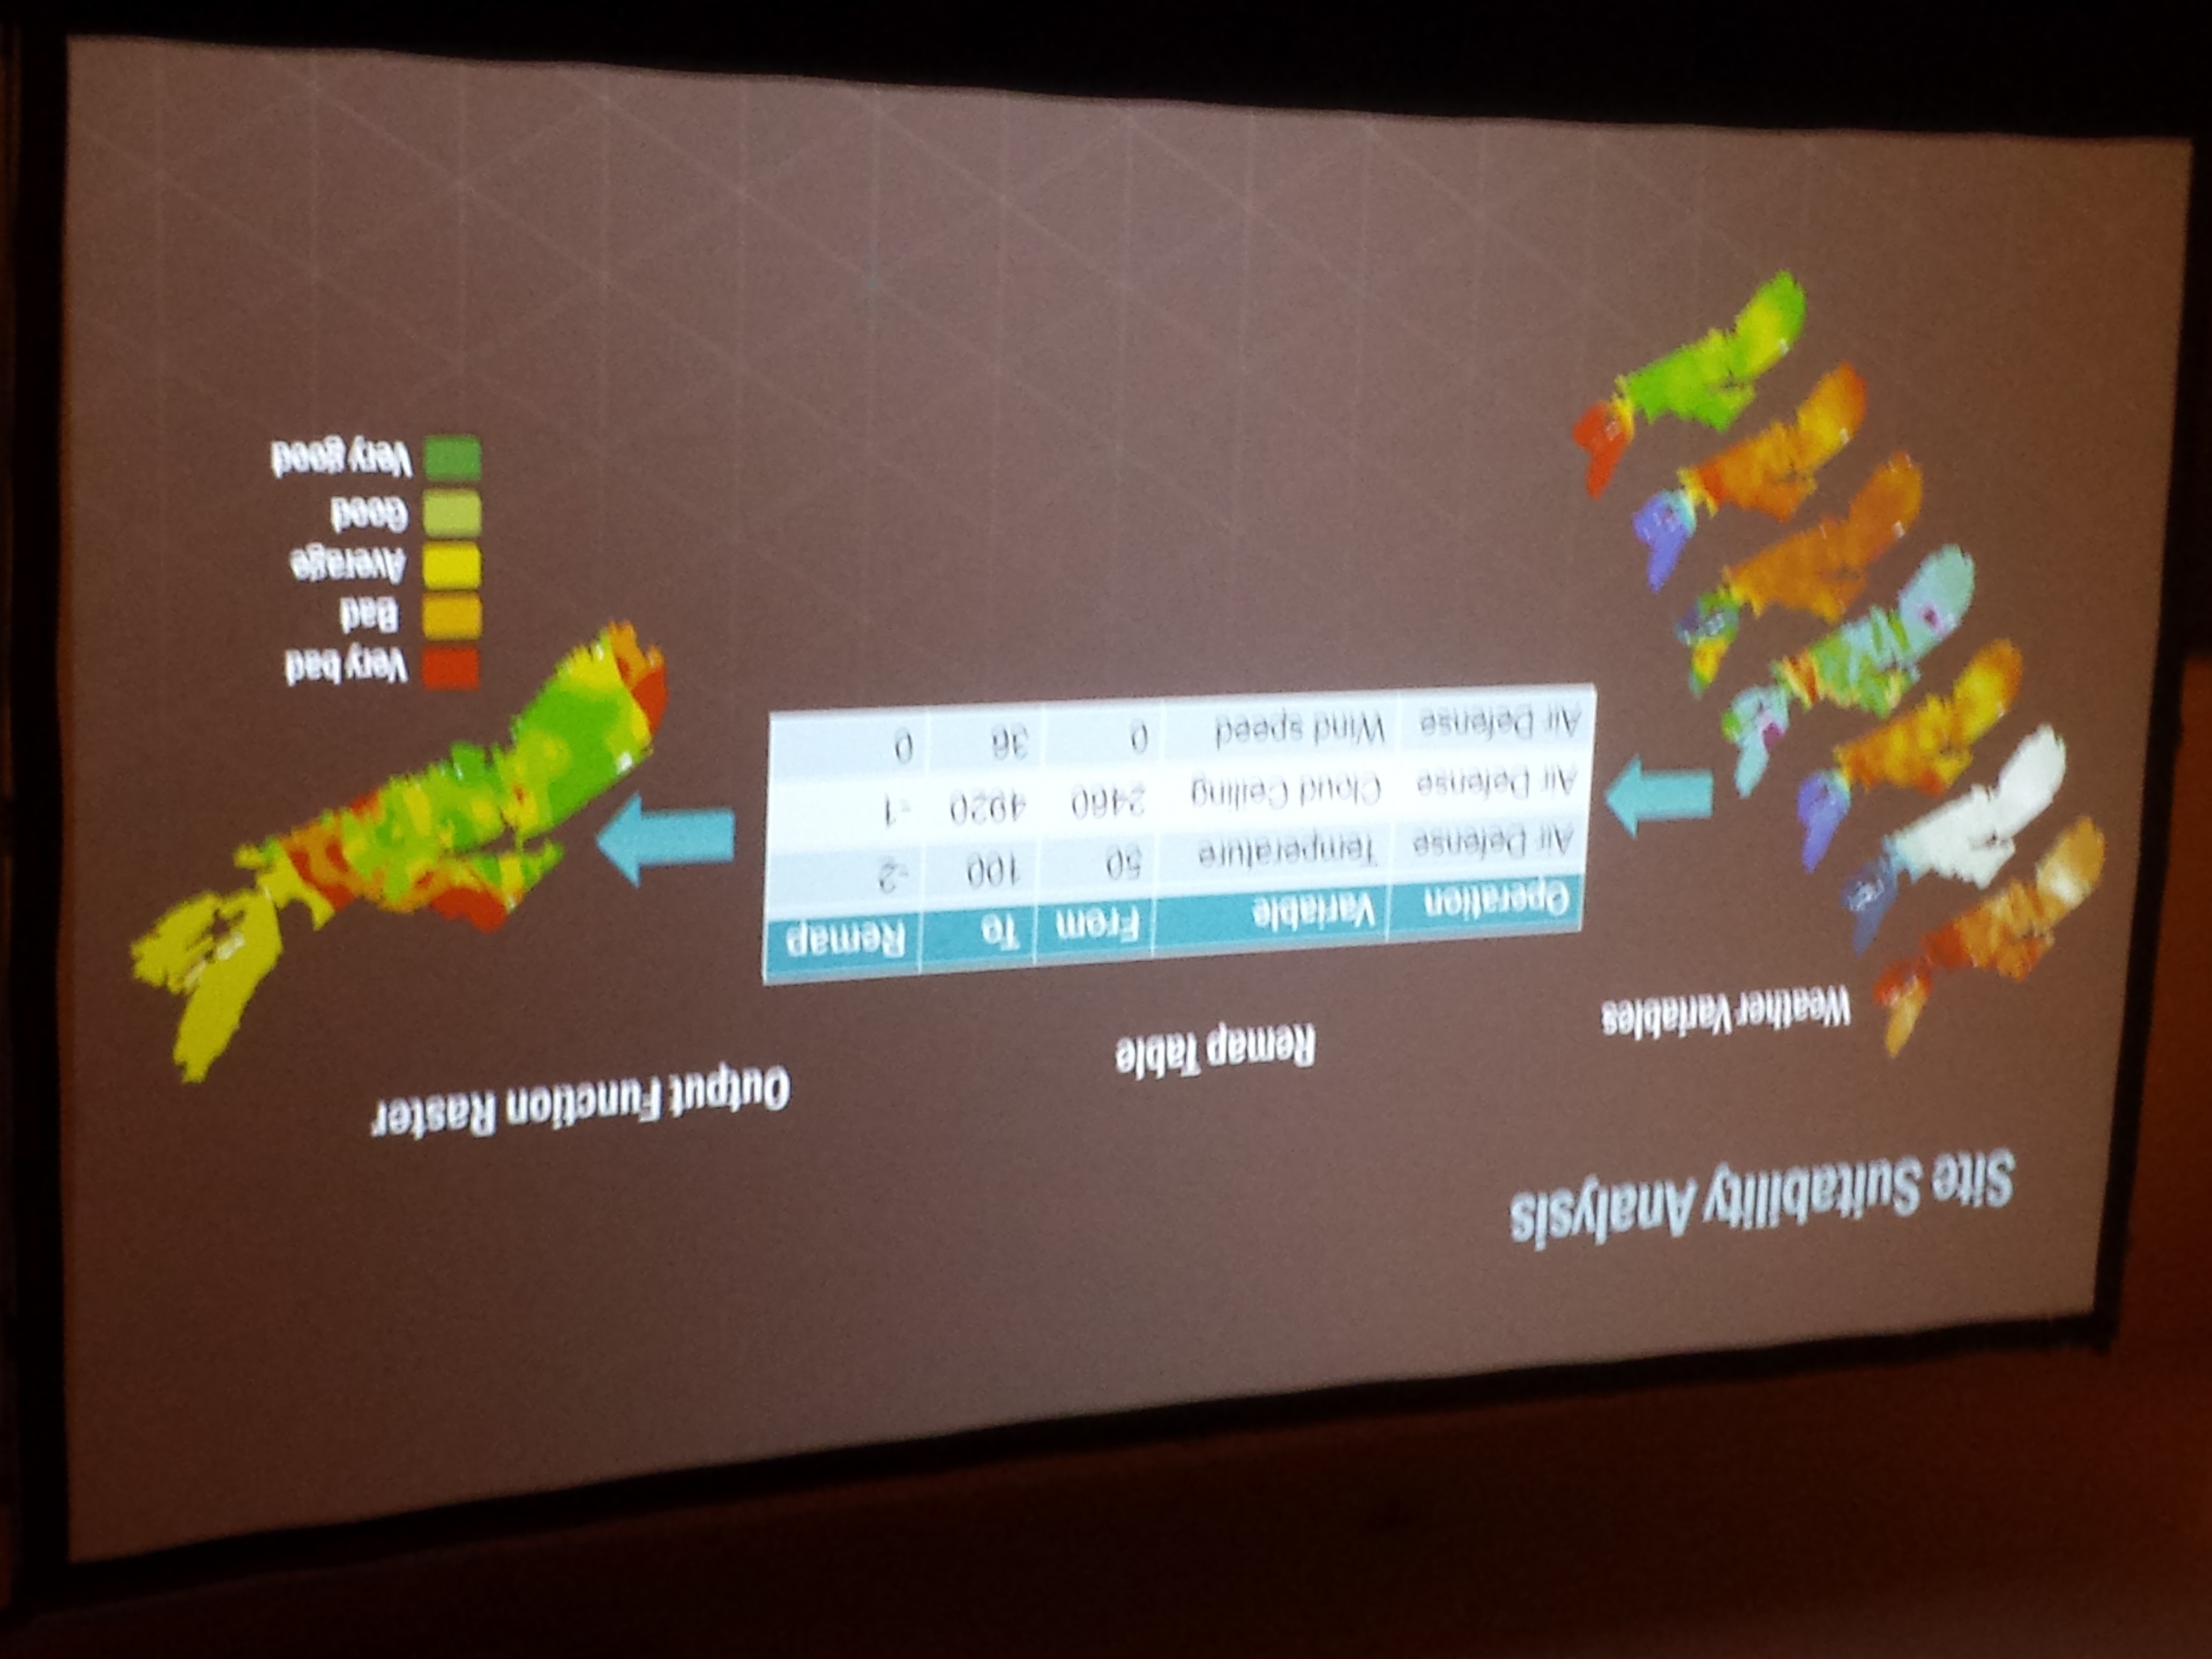 Site Suitability Analysis
Weather Variables
Remap Table
Output Function Raster
Operation Variable From To Remap
Air Defense Temperature 50 100 -2
Air Defense Cloud Ceiling 2460 4920 -1
Air Defense Wind speed 0 36 0
Very bad
Bad
Average
Good
Very good